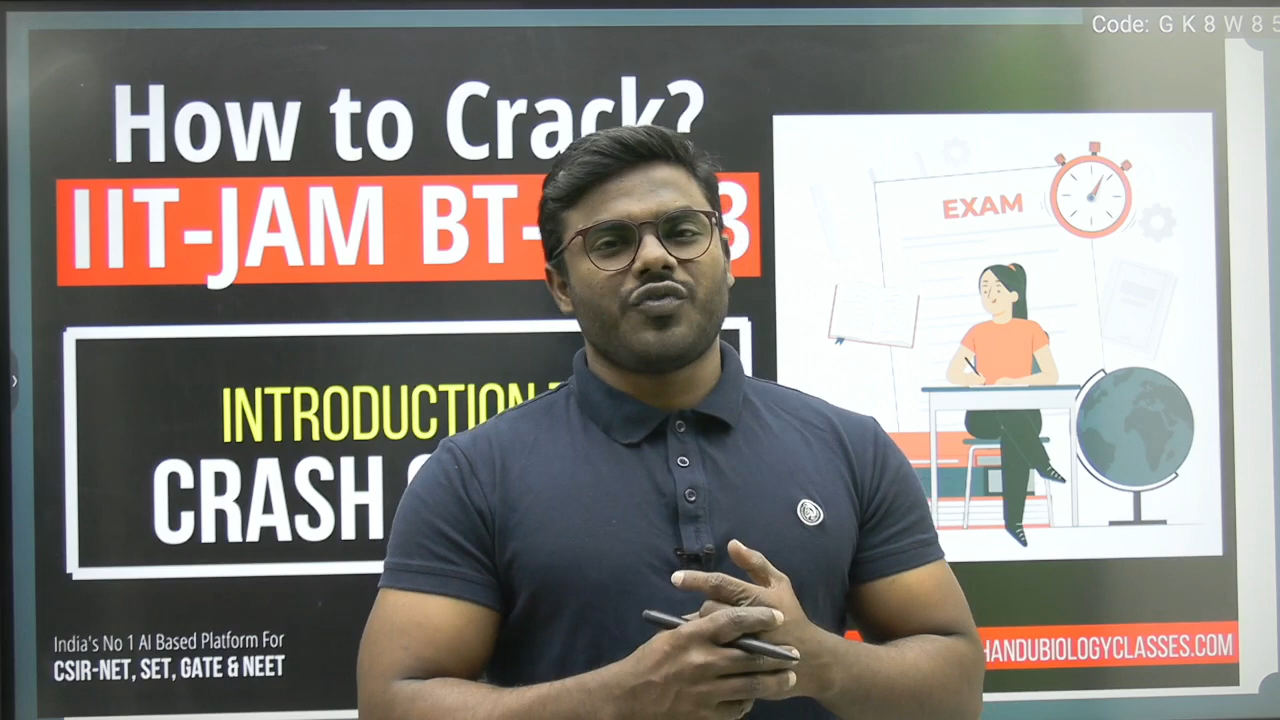 Code: G K 8 W 8 5
How to Crack?
IIT-JAM BT-
EXAM
INTRODUCTION
CRASH
India's No 1 AI Based Platform For
CSIR-NET, SET, GATE & NEET
HANDUBIOLOGYCLASSES.COM